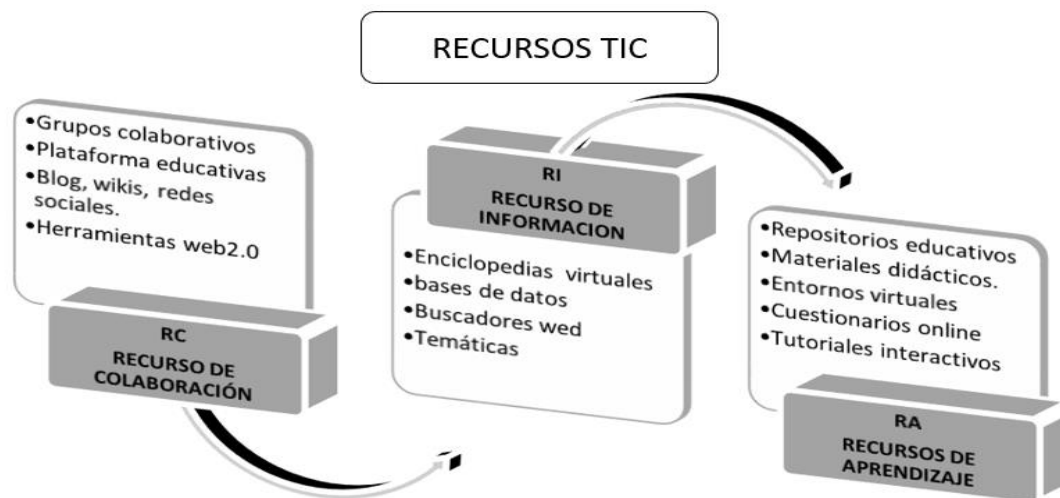 RECURSOS TIC
•Grupos colaborativos
•Plataforma educativas
•Blog, wikis, redes
sociales.
•Herramientas web2.0
RC
RECURSO DE
COLABORACIÓN
RI
RECURSO DE
INFORMACION
•Enciclopedias virtuales
•bases de datos
•Buscadores wed
•Temáticas
•Repositorios educativos
•Materiales didácticos.
•Entornos virtuales
•Cuestionarios online
•Tutoriales interactivos
RA
RECURSOS DE
APRENDIZAJE